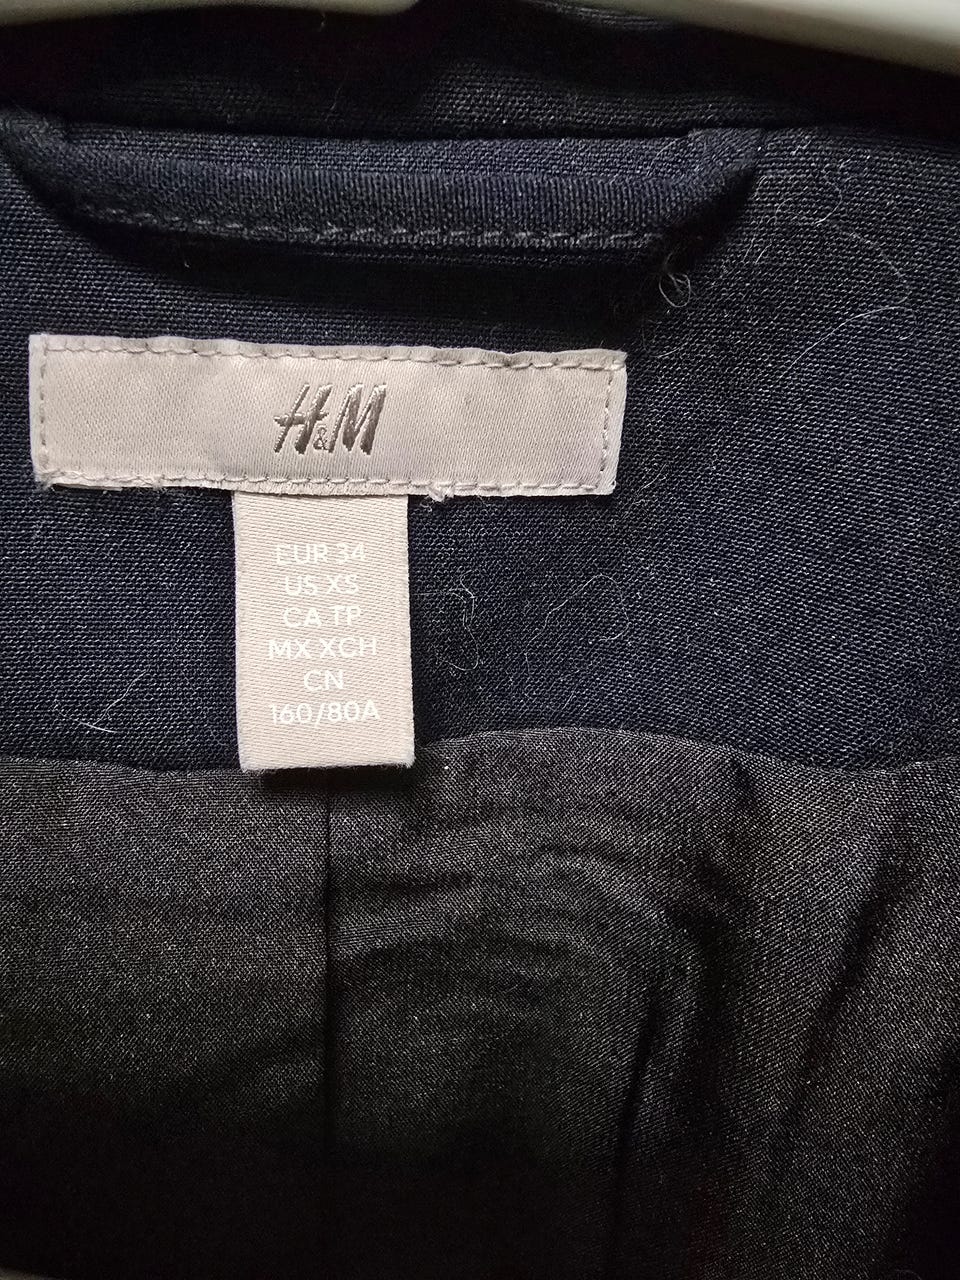 H&M
EUR 34
US XS
CA TP
MX XCH
CN
160/80A